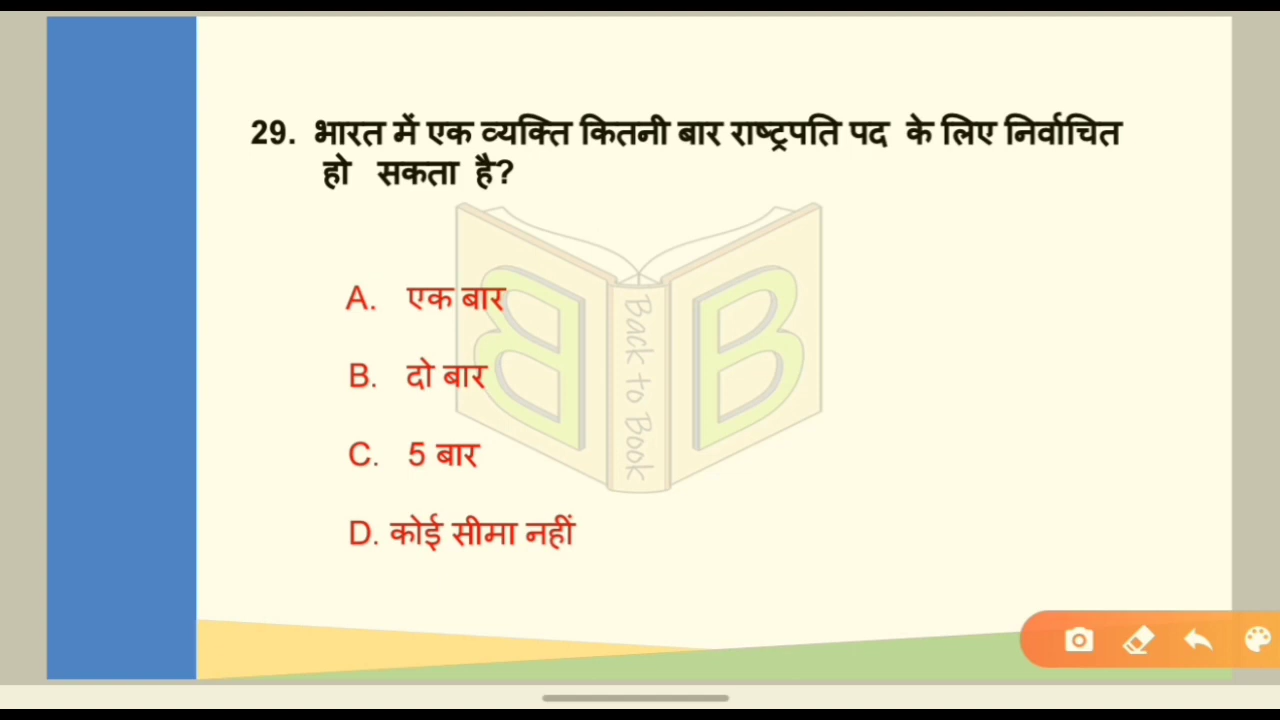 29. भारत में एक व्यक्ति कितनी बार राष्ट्रपति पद के लिए निर्वाचित
हो सकता है?
A. एक बार
B. दो बार
C. 5 बार
D. कोई सीमा नहीं
B B
Back to Book